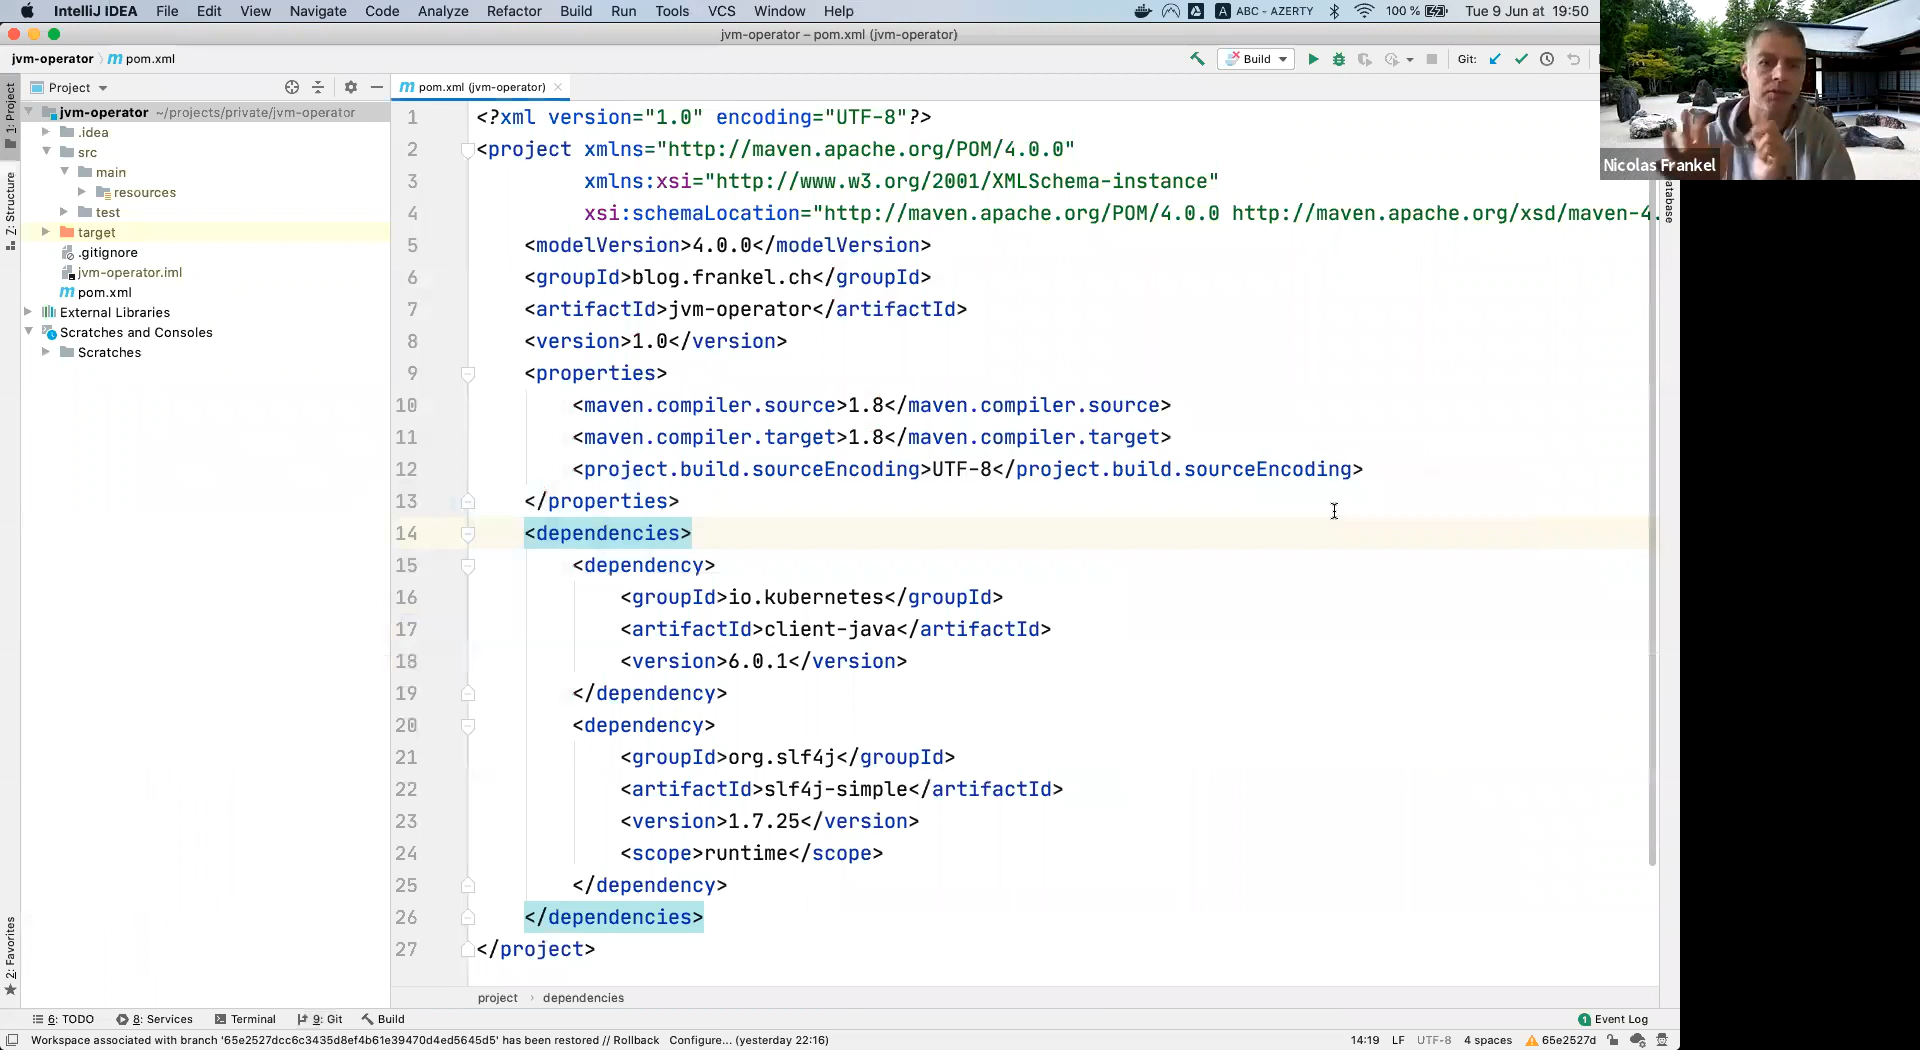 IntelliJ IDEA File Edit View Navigate Code Analyze Refactor Build Run Tools VCS Window Help A ABC - AZERTY 100 % Tue 9 Jun at 19:50
jvm-operator – pom.xml (jvm-operator)
jvm-operator pom.xml Build Git:
Project pom.xml (jvm-operator)
1: Project
Z: Structure
2: Favorites
jvm-operator ~/projects/private/jvm-operator
.idea
src
main
resources
test
target
.gitignore
jvm-operator.iml
pom.xml
External Libraries
Scratches and Consoles
Scratches
1 <?xml version="1.0" encoding="UTF-8"?>
2 <project xmlns="http://maven.apache.org/POM/4.0.0"
3 xmlns:xsi="http://www.w3.org/2001/XMLSchema-instance"
4 xsi:schemaLocation="http://maven.apache.org/POM/4.0.0 http://maven.apache.org/xsd/maven-4.
5 <modelVersion>4.0.0</modelVersion>
6 <groupId>blog.frankel.ch</groupId>
7 <artifactId>jvm-operator</artifactId>
8 <version>1.0</version>
9 <properties>
10 <maven.compiler.source>1.8</maven.compiler.source>
11 <maven.compiler.target>1.8</maven.compiler.target>
12 <project.build.sourceEncoding>UTF-8</project.build.sourceEncoding>
13 </properties>
14 <dependencies>
15 <dependency>
16 <groupId>io.kubernetes</groupId>
17 <artifactId>client-java</artifactId>
18 <version>6.0.1</version>
19 </dependency>
20 <dependency>
21 <groupId>org.slf4j</groupId>
22 <artifactId>slf4j-simple</artifactId>
23 <version>1.7.25</version>
24 <scope>runtime</scope>
25 </dependency>
26 </dependencies>
27 </project>
Nicolas Frankel
atabase
project › dependencies
6: TODO 8: Services Terminal 9: Git Build 1 Event Log
Workspace associated with branch '65e2527dcc6c3435d8ef4b61e39470d4ed5645d5' has been restored // Rollback Configure... (yesterday 22:16) 14:19 LF UTF-8 4 spaces 65e2527d